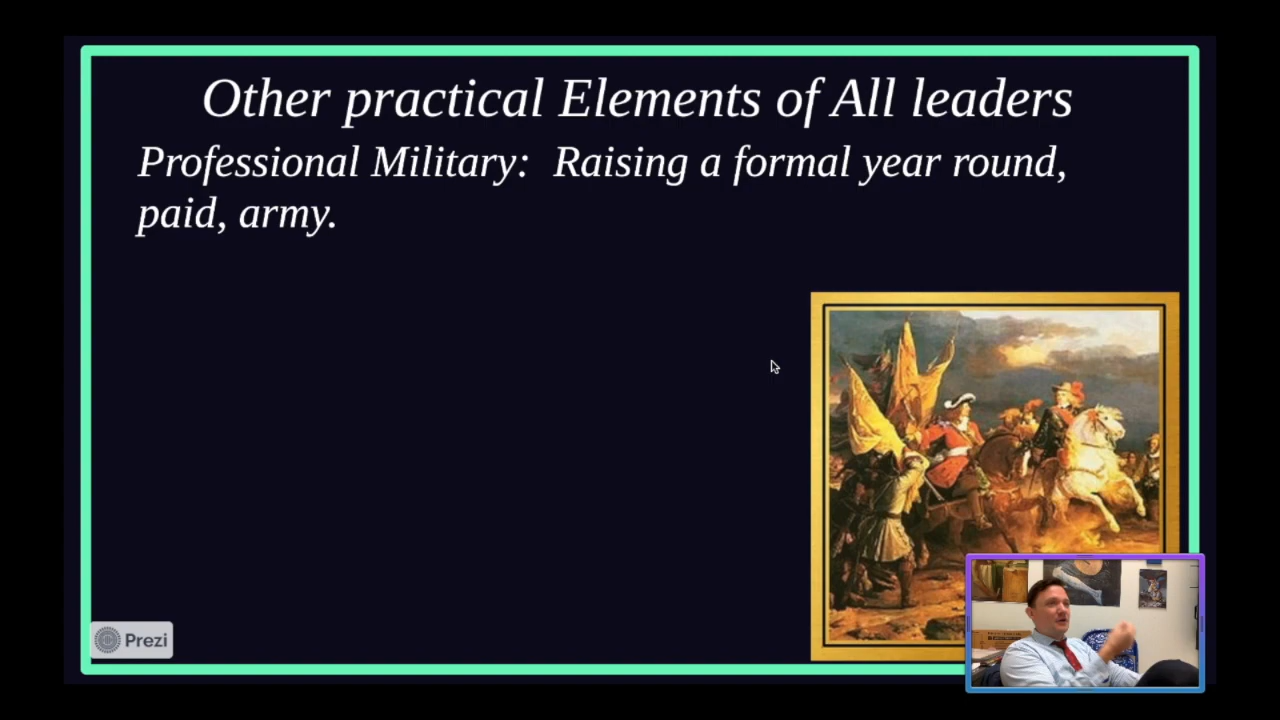 Other practical Elements of All leaders
Professional Military:  Raising a formal year round,
paid, army.
Prezi